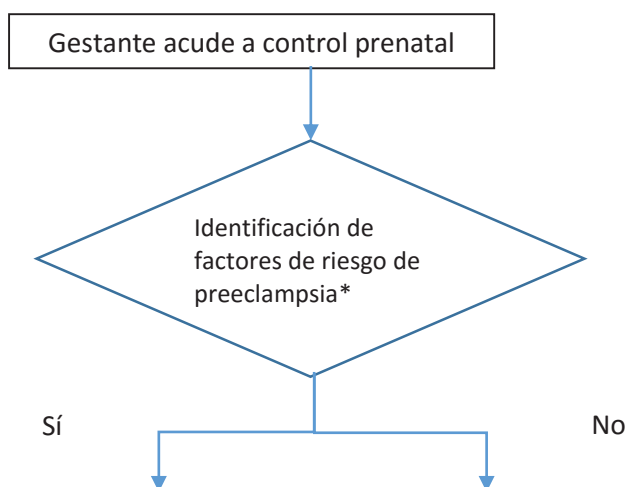 Gestante acude a control prenatal
Identificación de
factores de riesgo de
preeclampsia*
Sí
No